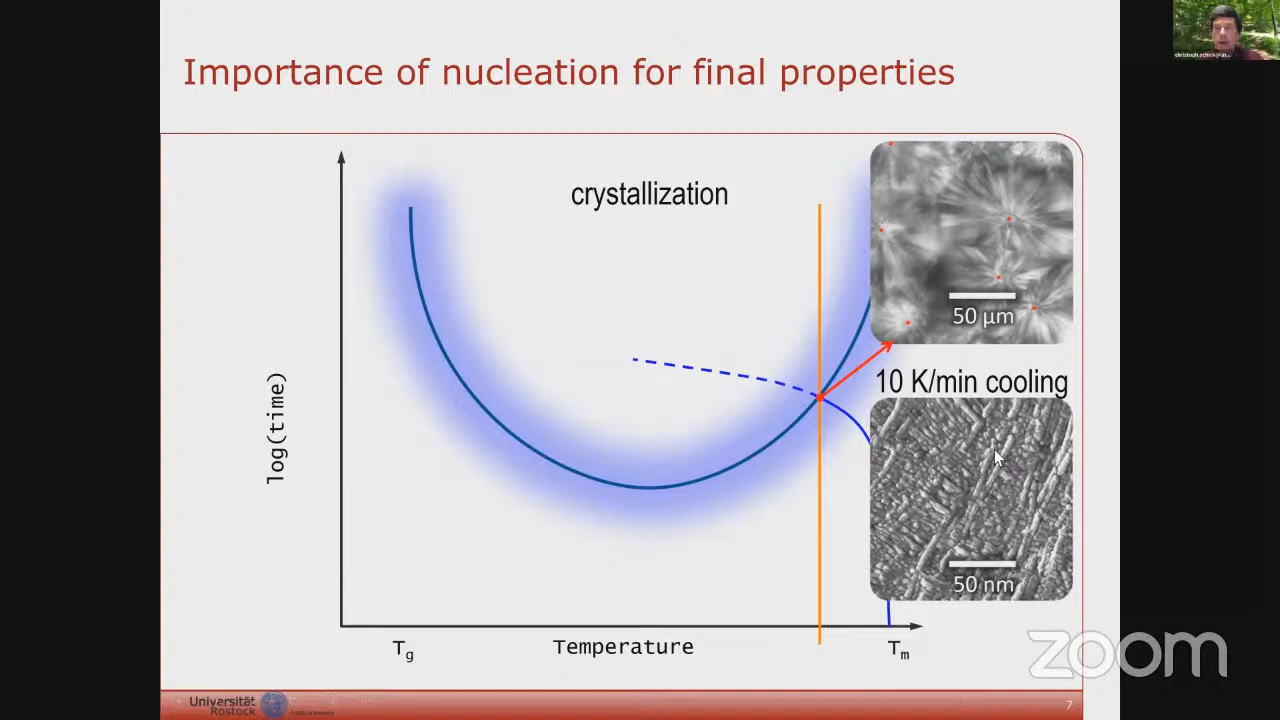 Importance of nucleation for final properties
crystallization
50 µm
10 K/min cooling
50 nm
log(time)
Tg
Temperature
Tm
Universität
Rostock
7
zoom